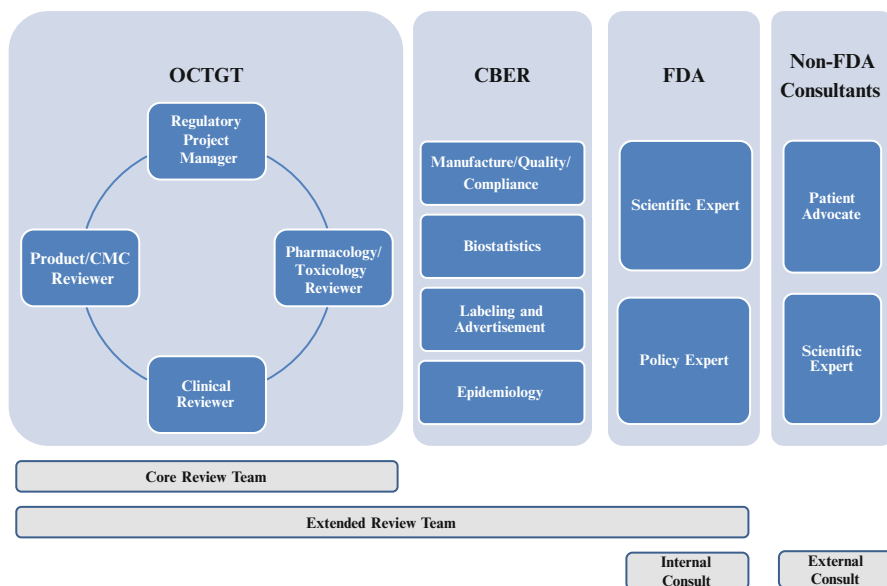 OCTGT
Regulatory
Project
Manager
Product/CMC
Reviewer
Pharmacology/
Toxicology
Reviewer
Clinical
Reviewer
CBER
Manufacture/Quality/
Compliance
Biostatistics
Labeling and
Advertisement
Epidemiology
FDA
Scientific Expert
Policy Expert
Non-FDA
Consultants
Patient
Advocate
Scientific
Expert
Core Review Team
Extended Review Team
Internal
Consult
External
Consult